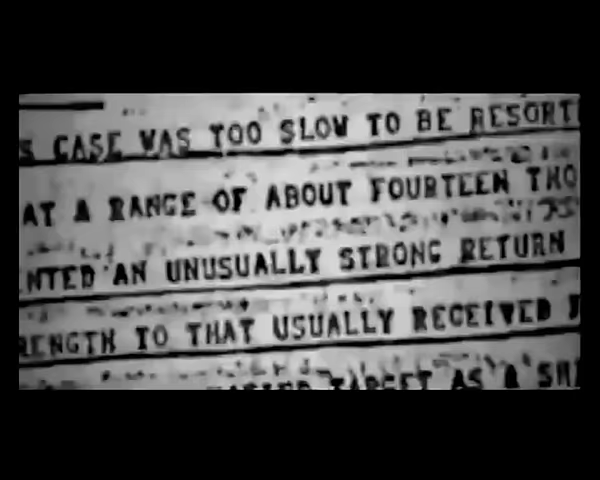 S CASE WAS TOO SLOW TO BE RESORT
AT A RANGE OF ABOUT FOURTEEN THO
NTED AN UNUSUALLY STRONG RETURN
RENGTH TO THAT USUALLY RECEIVED
TARGET AS A SH